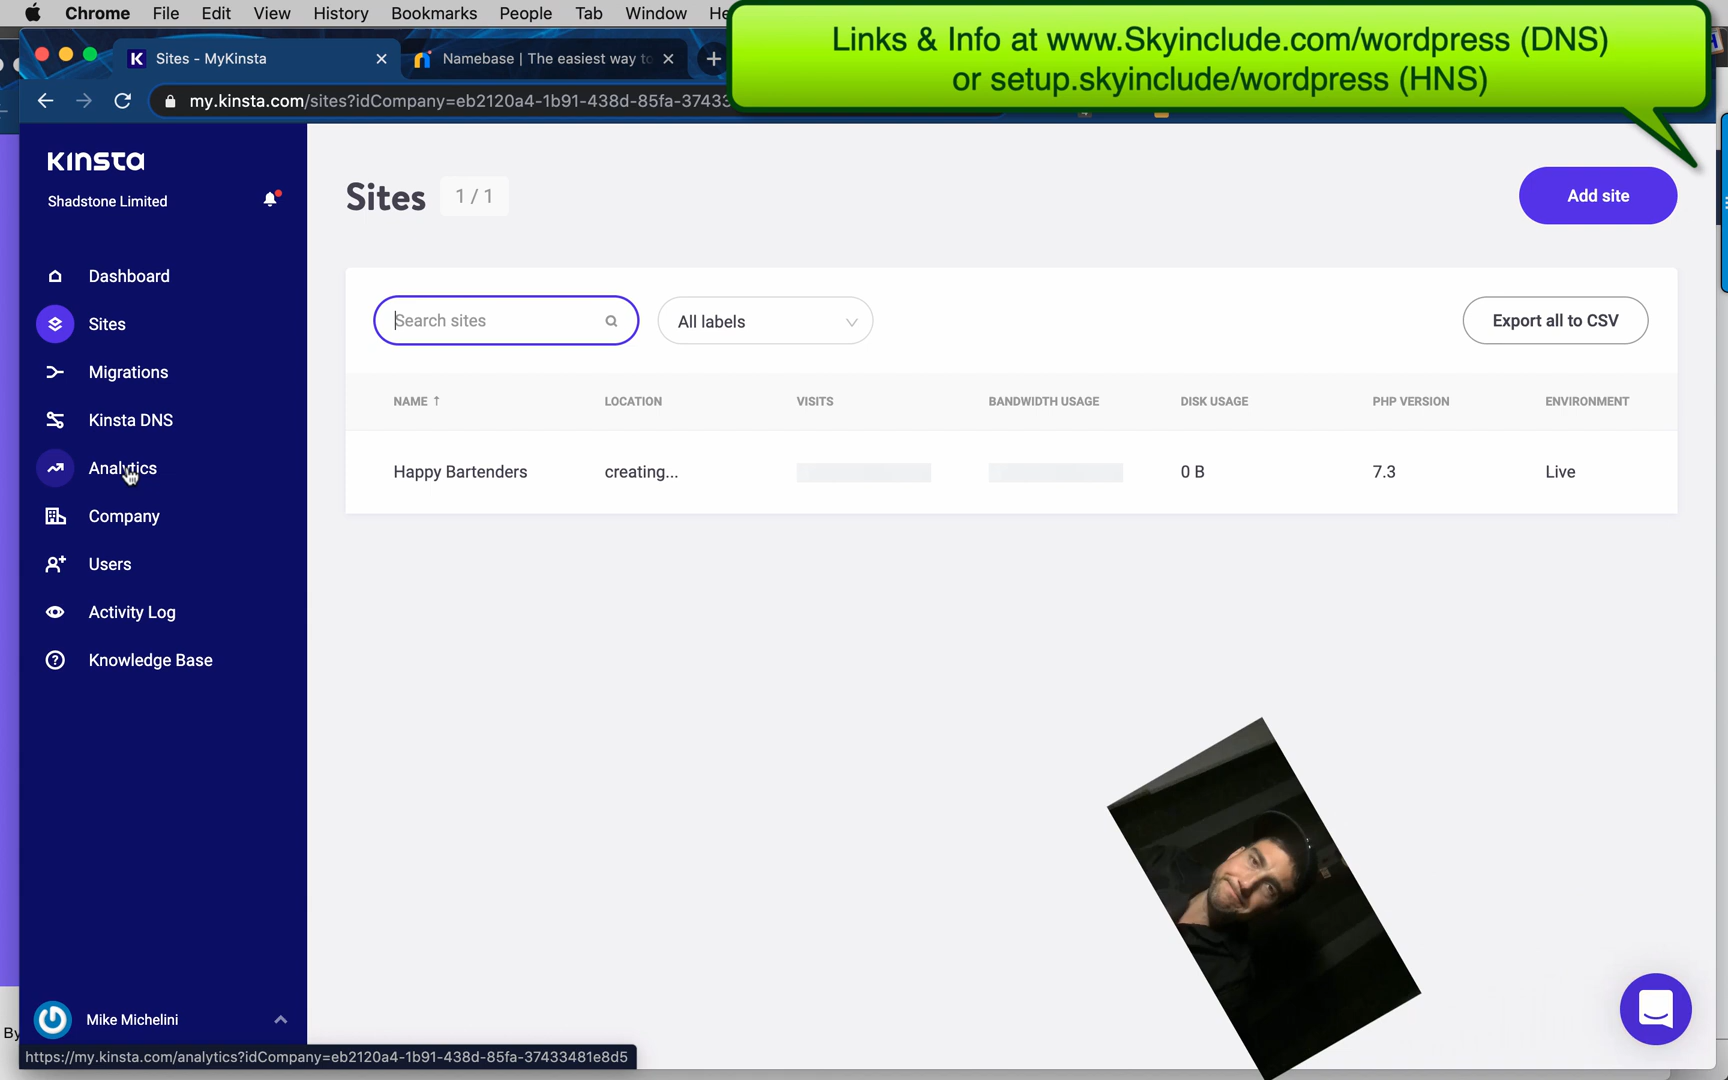 Chrome File Edit View History Bookmarks People Tab Window He
Links & Info at www.Skyinclude.com/wordpress (DNS)
or setup.skyinclude/wordpress (HNS)
K Sites - MyKinsta
Namebase | The easiest way to
my.kinsta.com/sites?idCompany=eb2120a4-1b91-438d-85fa-37433
KINSTA
Shadstone Limited
Dashboard
Sites
Migrations
Kinsta DNS
Analytics
Company
Users
Activity Log
Knowledge Base
Sites 1 / 1
Add site
Search sites
All labels
Export all to CSV
NAME ↑ LOCATION VISITS BANDWIDTH USAGE DISK USAGE PHP VERSION ENVIRONMENT
Happy Bartenders creating... 0 B 7.3 Live
By
Mike Michelini
https://my.kinsta.com/analytics?idCompany=eb2120a4-1b91-438d-85fa-37433481e8d5